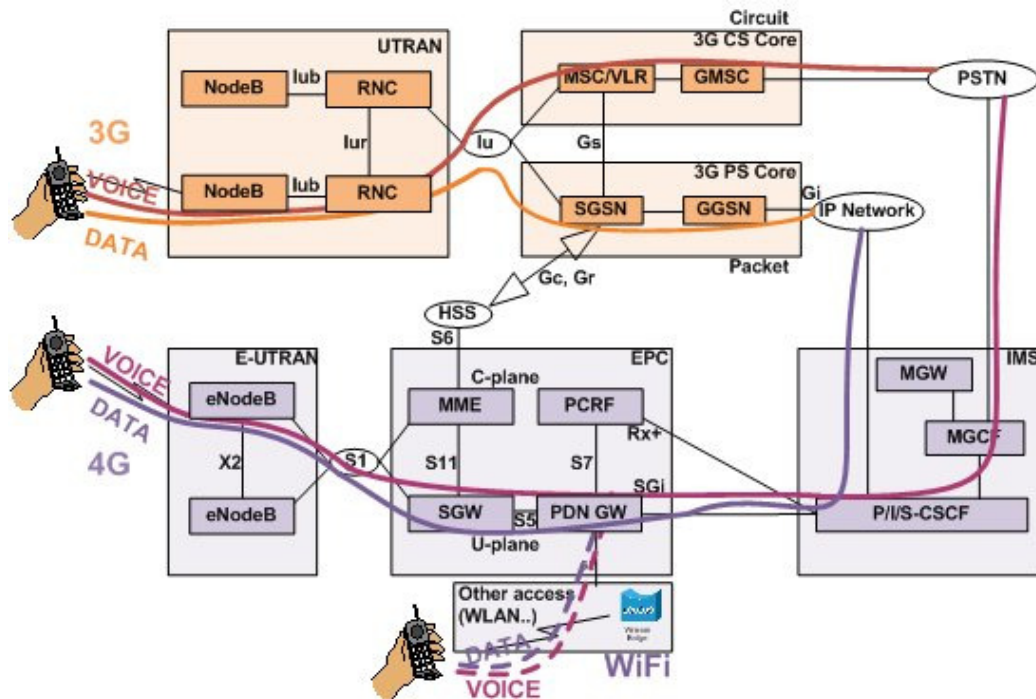 Circuit
UTRAN
3G CS Core
NodeB
Iub
RNC
MSC/VLR
GMSC
PSTN
3G
Iur
Iu
Gs
VOICE
NodeB
Iub
RNC
3G PS Core
DATA
SGSN
GGSN
Gi
IP Network
Packet
Gc, Gr
HSS
S6
E-UTRAN
EPC
IMS
VOICE
C-plane
eNodeB
MME
PCRF
MGW
DATA
Rx+
MGCF
4G
X2
S1
S11
S7
SGi
eNodeB
SGW
S5
PDN GW
P/I/S-CSCF
U-plane
Other access
(WLAN..)
DATA
WiFi
VOICE